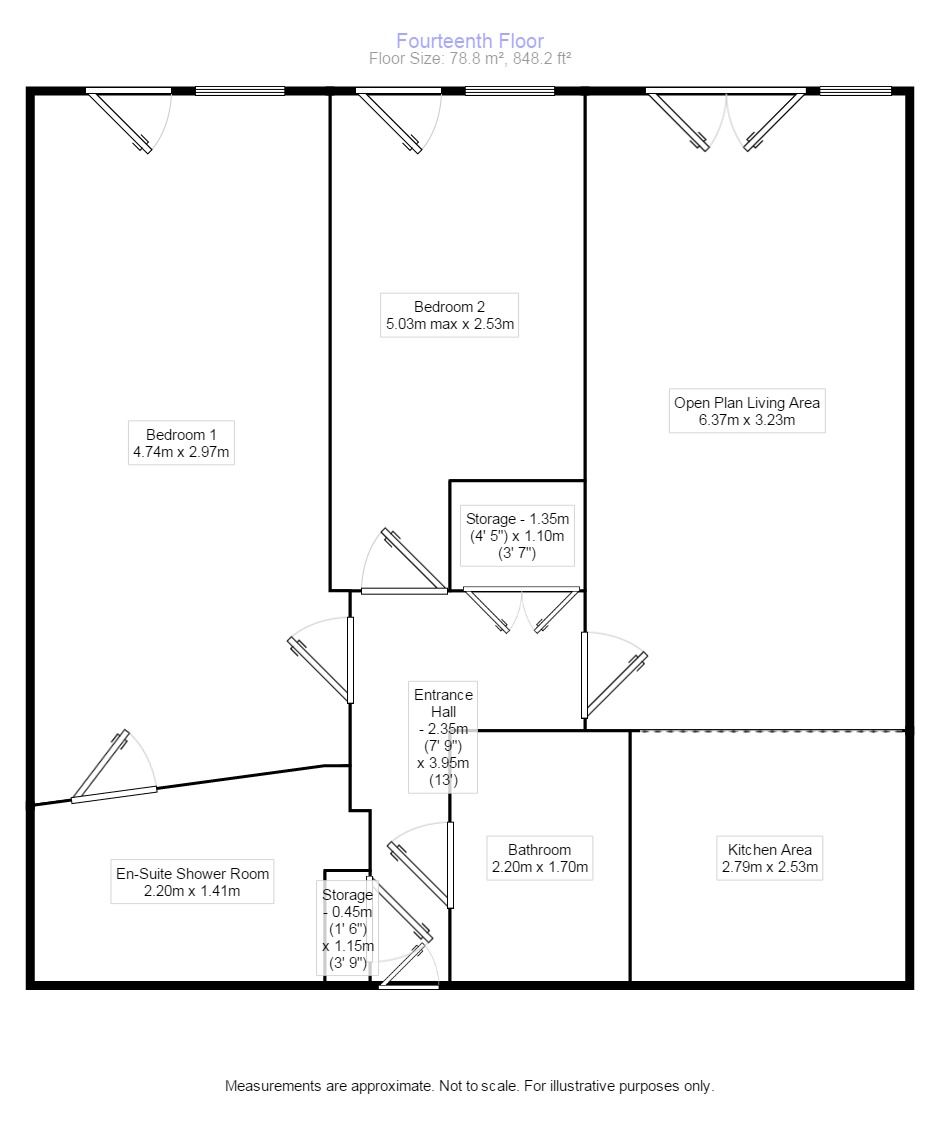 Fourteenth Floor
Floor Size: 78.8 m², 848.2 ft²
Bedroom 2
5.03m max x 2.53m
Open Plan Living Area
6.37m x 3.23m
Bedroom 1
4.74m x 2.97m
Storage - 1.35m
(4' 5") x 1.10m
(3' 7")
Entrance
Hall
- 2.35m
(7' 9")
x 3.95m
(13')
Bathroom
2.20m x 1.70m
Kitchen Area
2.79m x 2.53m
En-Suite Shower Room
2.20m x 1.41m
Storage
- 0.45m
(1' 6")
x 1.15m
(3' 9")
Measurements are approximate. Not to scale. For illustrative purposes only.